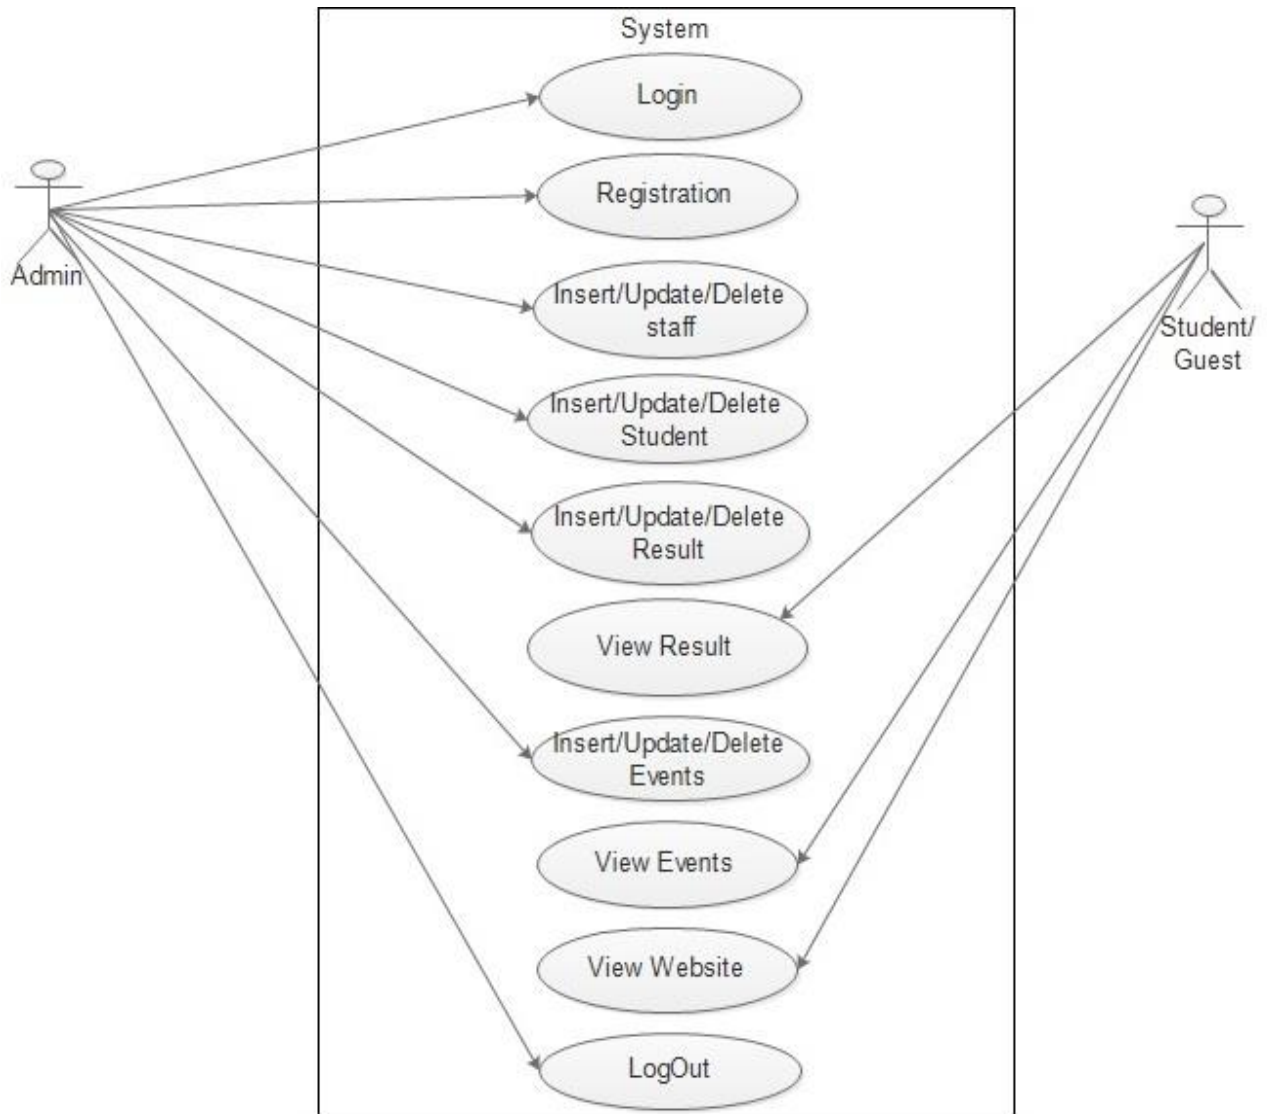 System
Login
Registration
Admin
Insert/Update/Delete
staff
Student/
Guest
Insert/Update/Delete
Student
Insert/Update/Delete
Result
View Result
Insert/Update/Delete
Events
View Events
View Website
LogOut